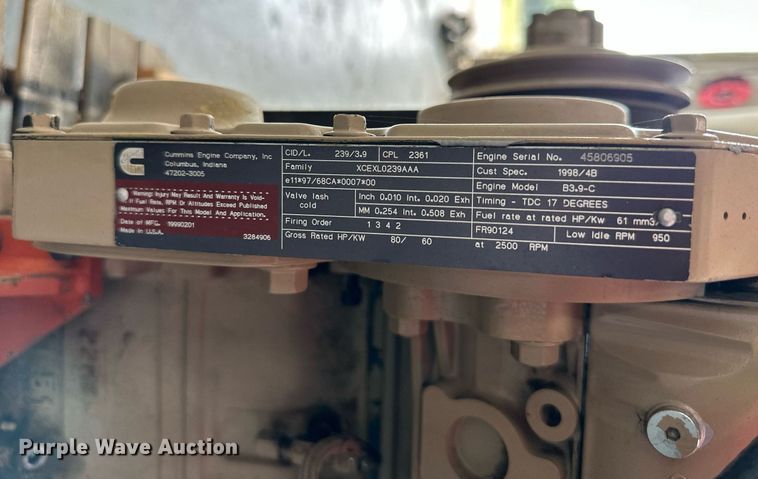 Cummins Engine Company, Inc
Columbus, Indiana
47202-3005
Warning: Injury May Result And Warranty Is Void
If Fuel Rate, RPM Or Altitudes Exceed Published
Maximum Values For This Model And Application.
Date of MFG. 19990201
Made in U.S.A. 3284906
CID/L. 239/3.9 CPL 2361
Family XCEXL0239AAA
e11*97/68CA*0007*00
Valve lash cold Inch 0.010 Int. 0.020 Exh
MM 0.254 Int. 0.508 Exh
Firing Order 1 3 4 2
Gross Rated HP/KW 80/ 60
Engine Serial No. 45806905
Cust Spec. 1998/4B
Engine Model B3.9-C
Timing - TDC 17 DEGREES
Fuel rate at rated HP/KW 61 mm3
FR90124 Low Idle RPM 950
at 2500 RPM
Purple Wave Auction